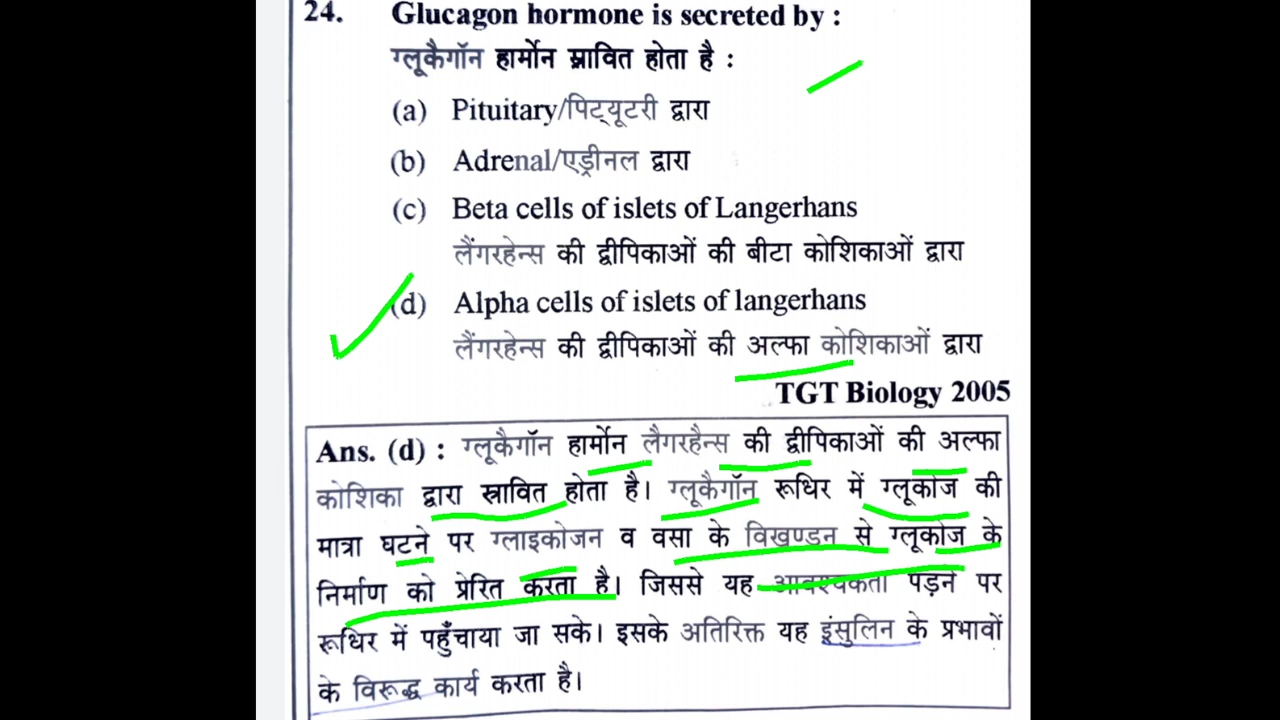 24. Glucagon hormone is secreted by :
ग्लूकैगॉन हार्मोन स्रावित होता है :
(a) Pituitary/पिट्यूटरी द्वारा
(b) Adrenal/एड्रीनल द्वारा
(c) Beta cells of islets of Langerhans
लैंगरहेन्स की द्वीपिकाओं की बीटा कोशिकाओं द्वारा
(d) Alpha cells of islets of langerhans
लैंगरहेन्स की द्वीपिकाओं की अल्फा कोशिकाओं द्वारा
TGT Biology 2005
Ans. (d) : ग्लूकैगॉन हार्मोन लैगरहैन्स की द्वीपिकाओं की अल्फा
कोशिका द्वारा स्रावित होता है। ग्लूकैगॉन रूधिर में ग्लूकोज की
मात्रा घटने पर ग्लाइकोजन व वसा के विखण्डन से ग्लूकोज के
निर्माण को प्रेरित करता है। जिससे यह आवश्यकता पड़ने पर
रूधिर में पहुँचाया जा सके। इसके अतिरिक्त यह इंसुलिन के प्रभावों
के विरूद्ध कार्य करता है।